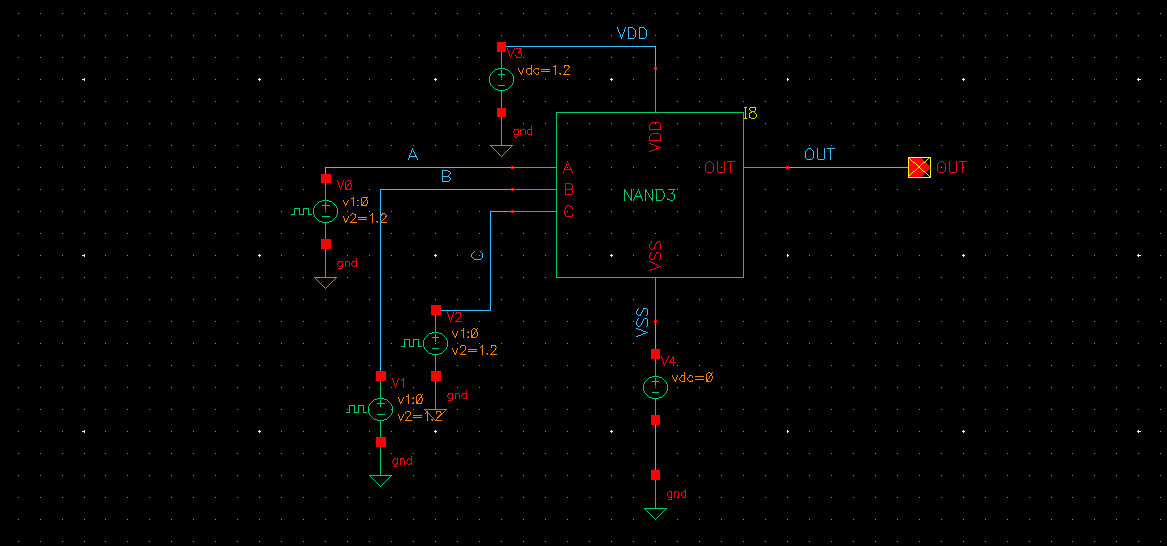 VDD
V3
vdc=1.2
gnd
I8
VDD
A
A
OUT
OUT
OUT
B
B
NAND3
V0
v1:0
v2=1.2
C
C
VSS
gnd
VSS
V2
v1:0
v2=1.2
V4
vdc=0
V1
v1:0
v2=1.2
gnd
gnd
gnd